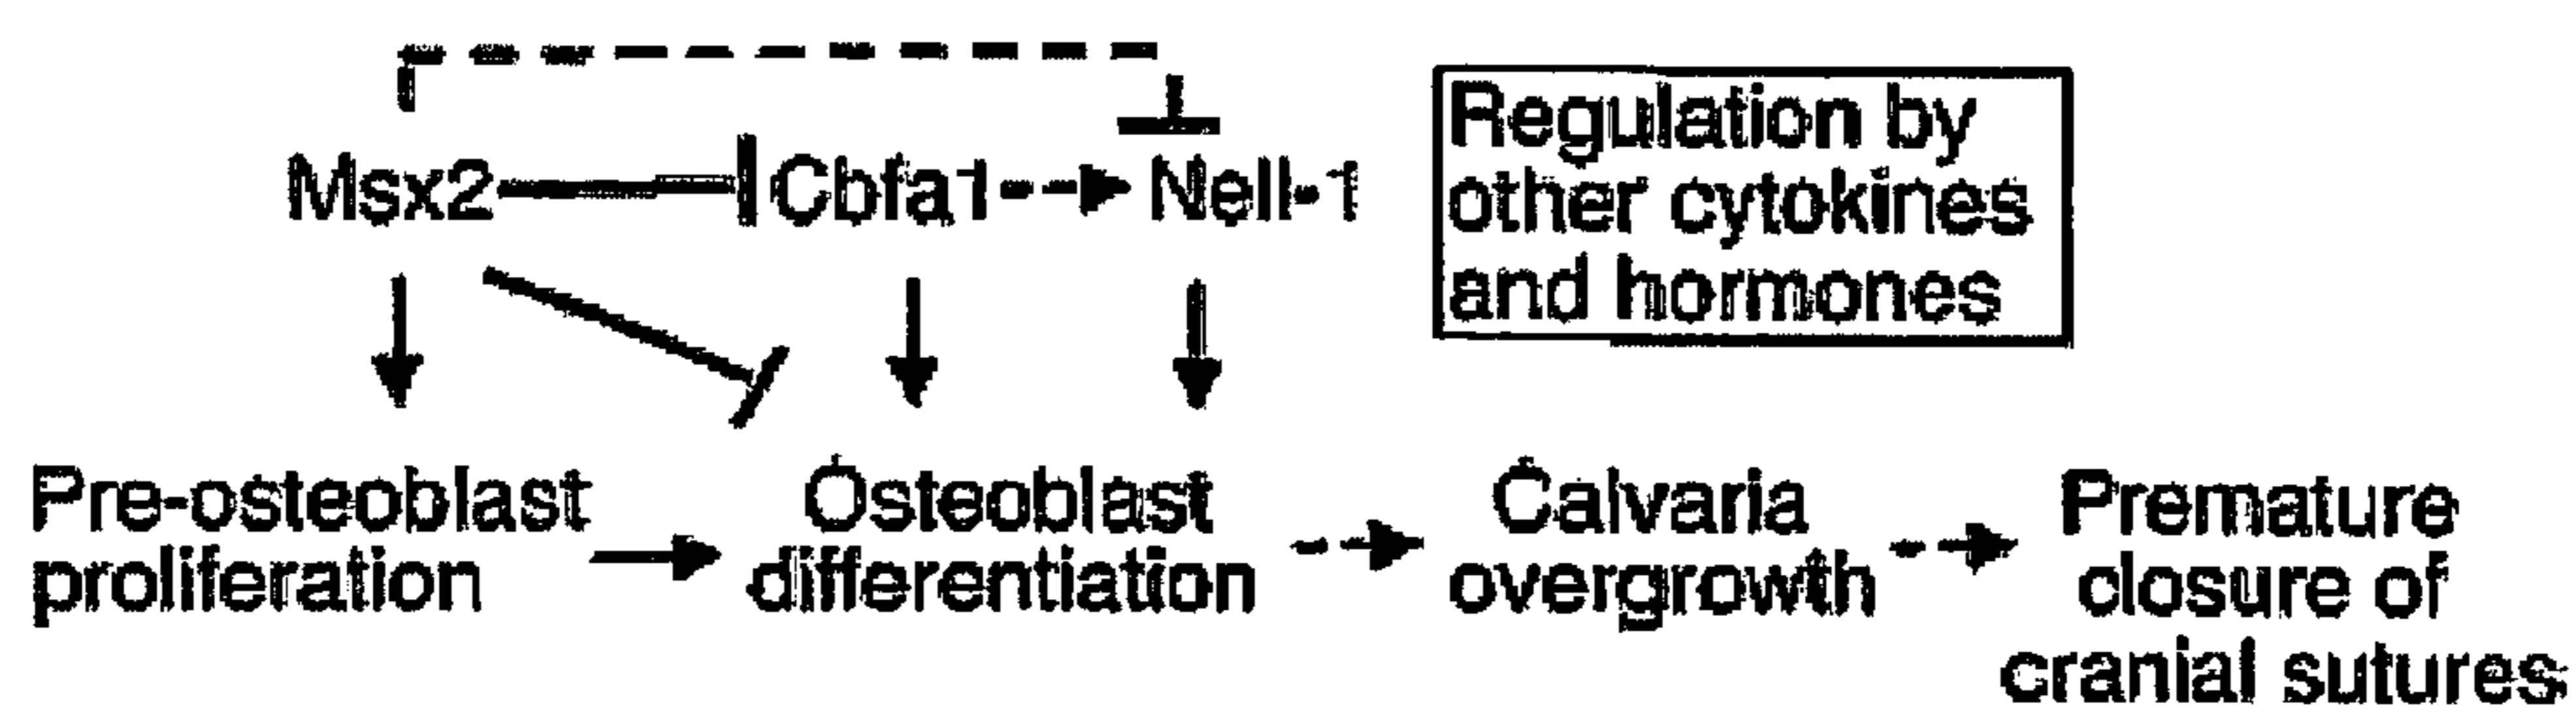 Msx2 Cbfa1 Nell-1
Regulation by
other cytokines
and hormones
Pre-osteoblast
proliferation
Osteoblast
differentiation
Calvaria
overgrowth
Premature
closure of
cranial sutures